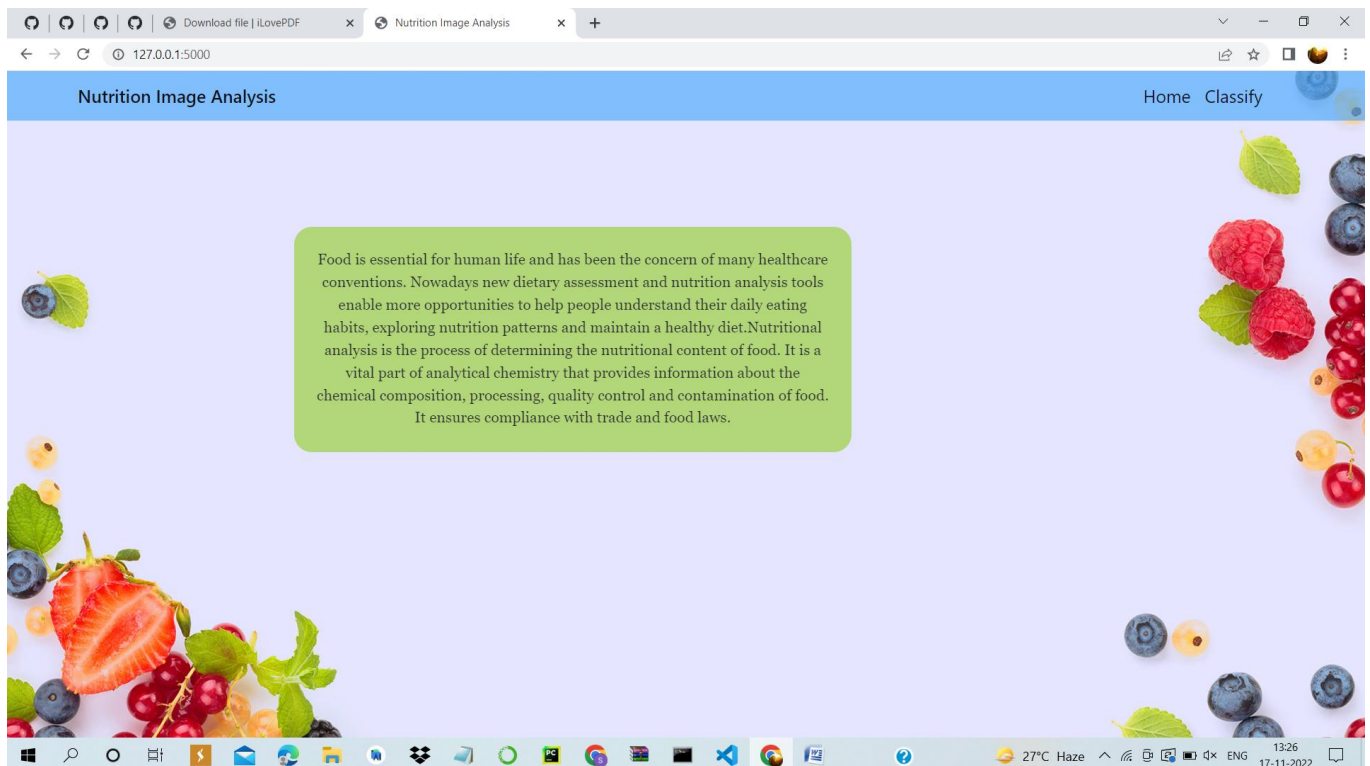 Download file | iLovePDF
Nutrition Image Analysis
127.0.0.1:5000
Nutrition Image Analysis
Home Classify
Food is essential for human life and has been the concern of many healthcare
conventions. Nowadays new dietary assessment and nutrition analysis tools
enable more opportunities to help people understand their daily eating
habits, exploring nutrition patterns and maintain a healthy diet.Nutritional
analysis is the process of determining the nutritional content of food. It is a
vital part of analytical chemistry that provides information about the
chemical composition, processing, quality control and contamination of food.
It ensures compliance with trade and food laws.
27°C Haze
ENG
13:26
17-11-2022